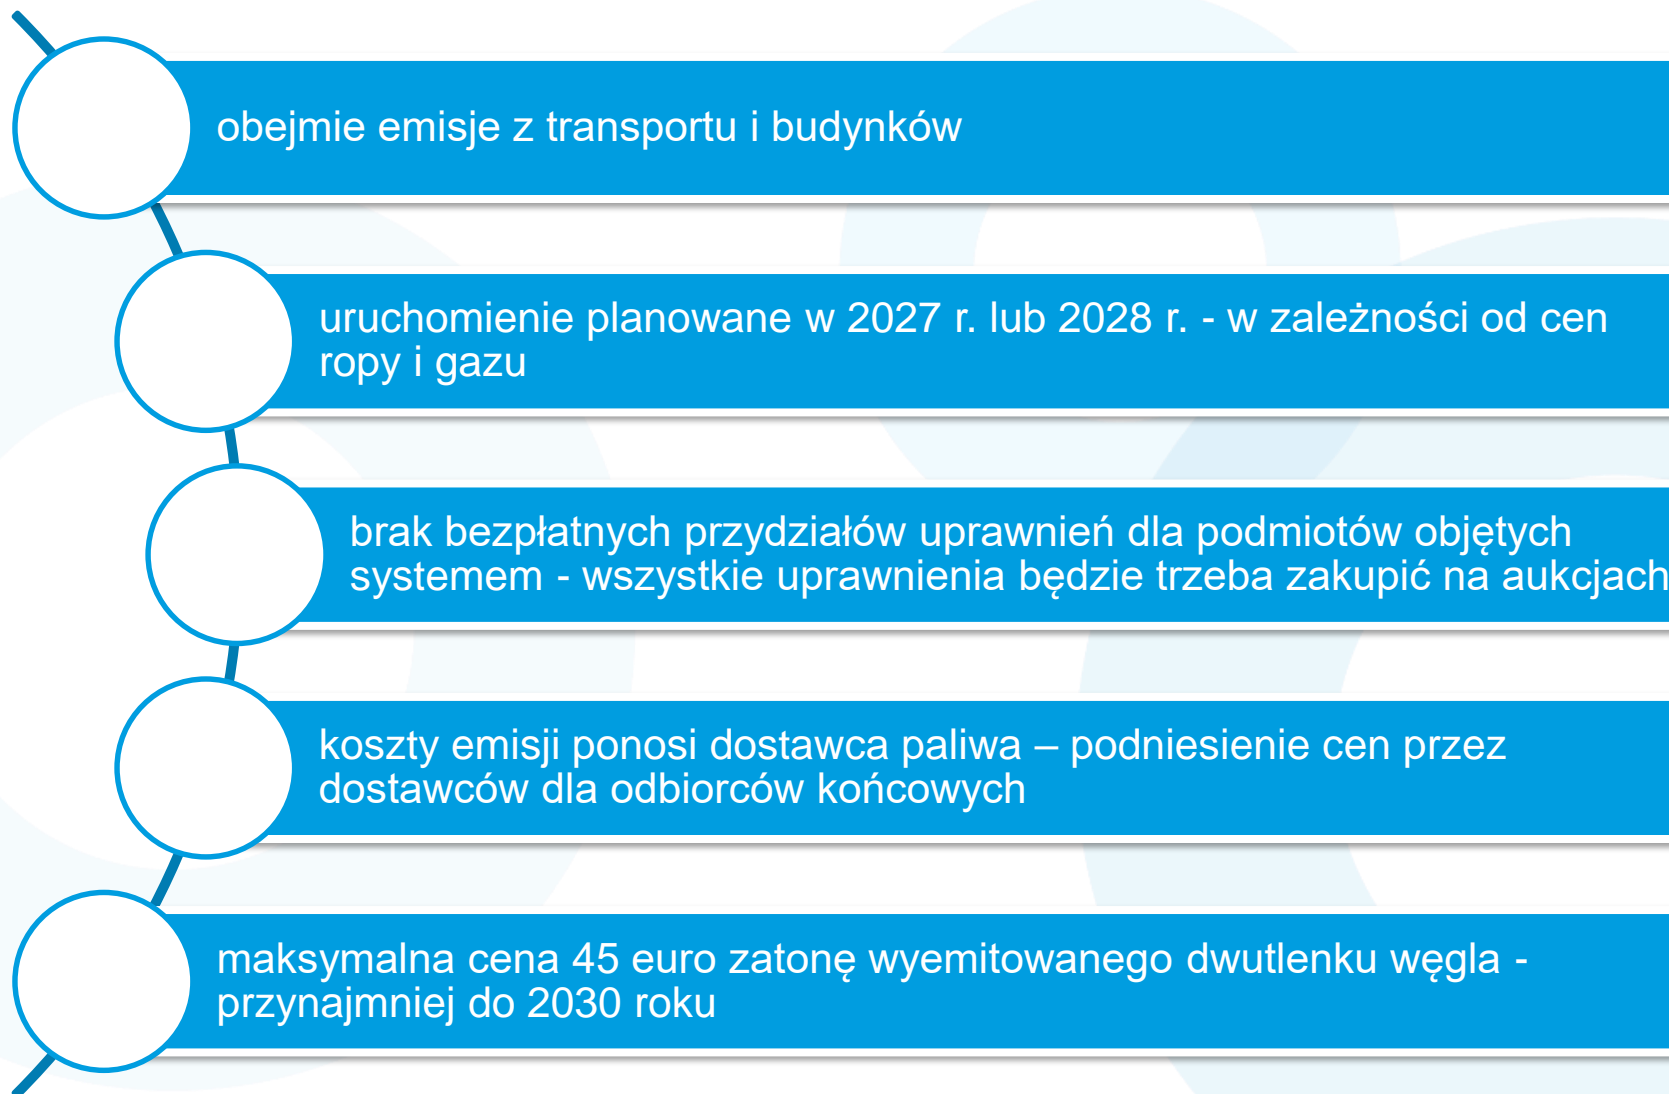 obejmie emisje z transportu i budynków
uruchomienie planowane w 2027 r. lub 2028 r. - w zależności od cen
ropy i gazu
brak bezpłatnych przydziałów uprawnień dla podmiotów objętych
systemem - wszystkie uprawnienia będzie trzeba zakupić na aukcjach
koszty emisji ponosi dostawca paliwa – podniesienie cen przez
dostawców dla odbiorców końcowych
maksymalna cena 45 euro zatonę wyemitowanego dwutlenku węgla -
przynajmniej do 2030 roku